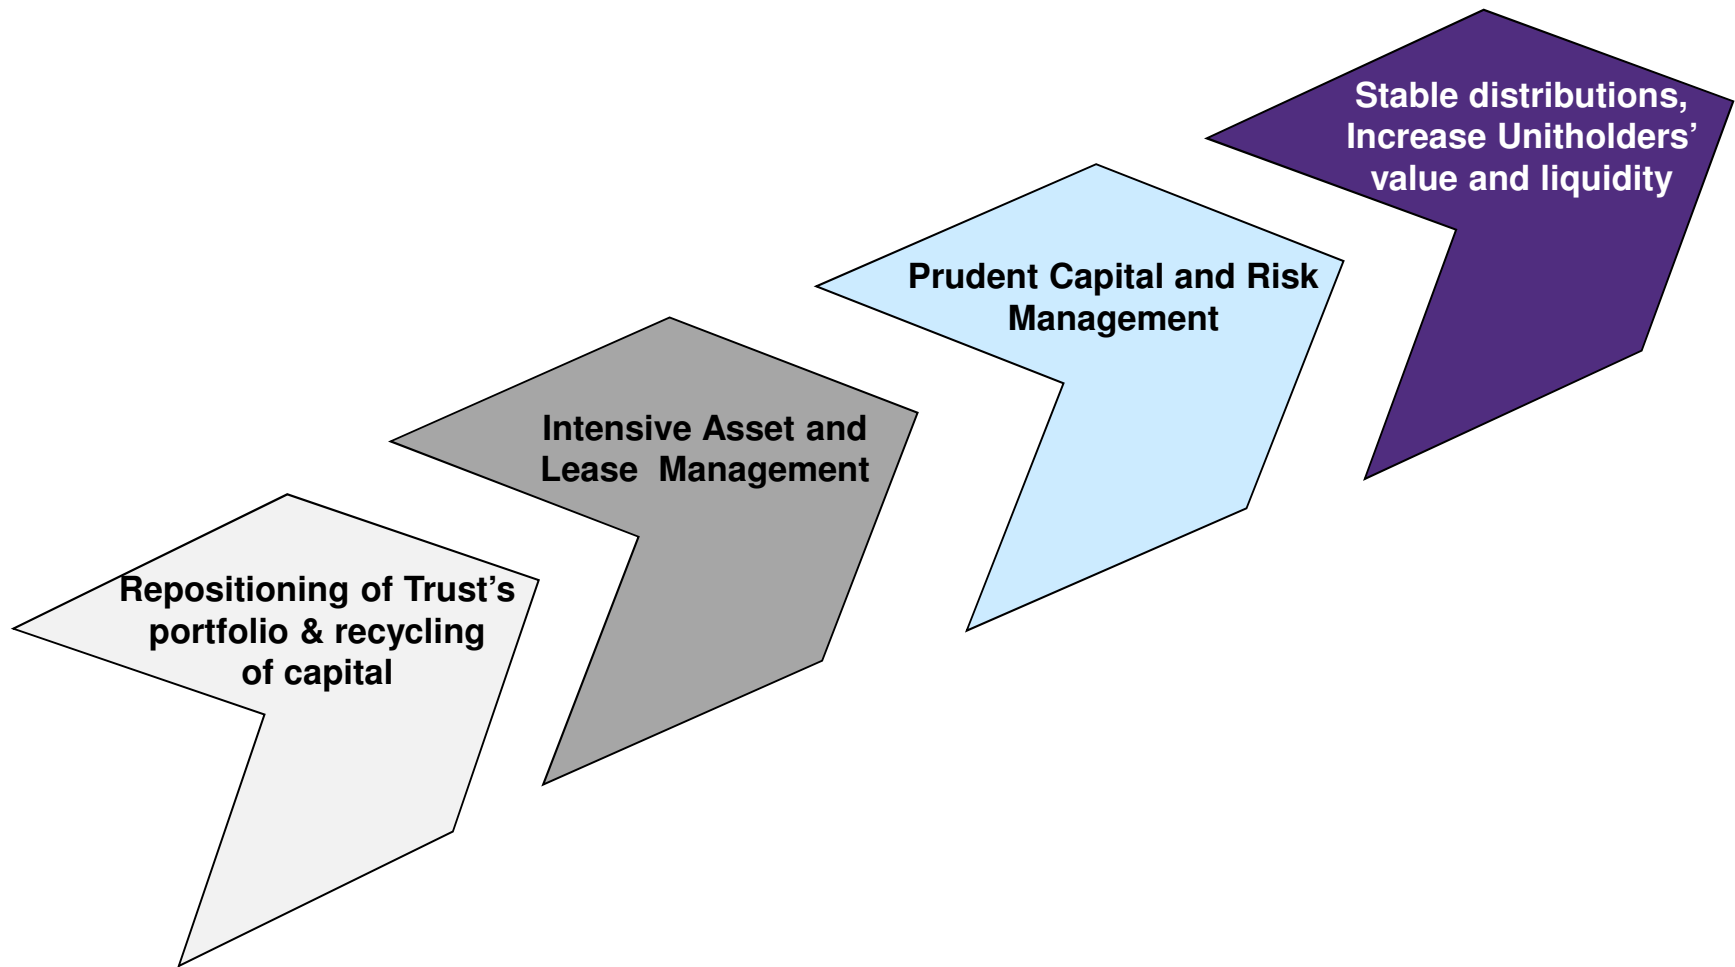 Repositioning of Trust’s
portfolio & recycling
of capital
Intensive Asset and
Lease  Management
Prudent Capital and Risk
Management
Stable distributions,
Increase Unitholders’
value and liquidity